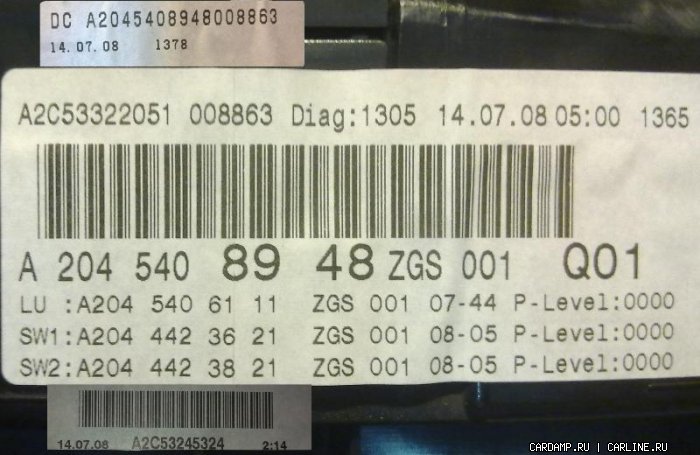 DC A2045408948008863
14.07.08 1378
A2C53322051 008863 Diag:1305 14.07.08 05:00 1365
A 204 540 89 48 ZGS 001 Q01
LU :A204 540 61 11 ZGS 001 07-44 P-Level:0000
SW1:A204 442 36 21 ZGS 001 08-05 P-Level:0000
SW2:A204 442 38 21 ZGS 001 08-05 P-Level:0000
14.07.08 A2C53245324 2:14
CARDAMP.RU | CARLINE.RU